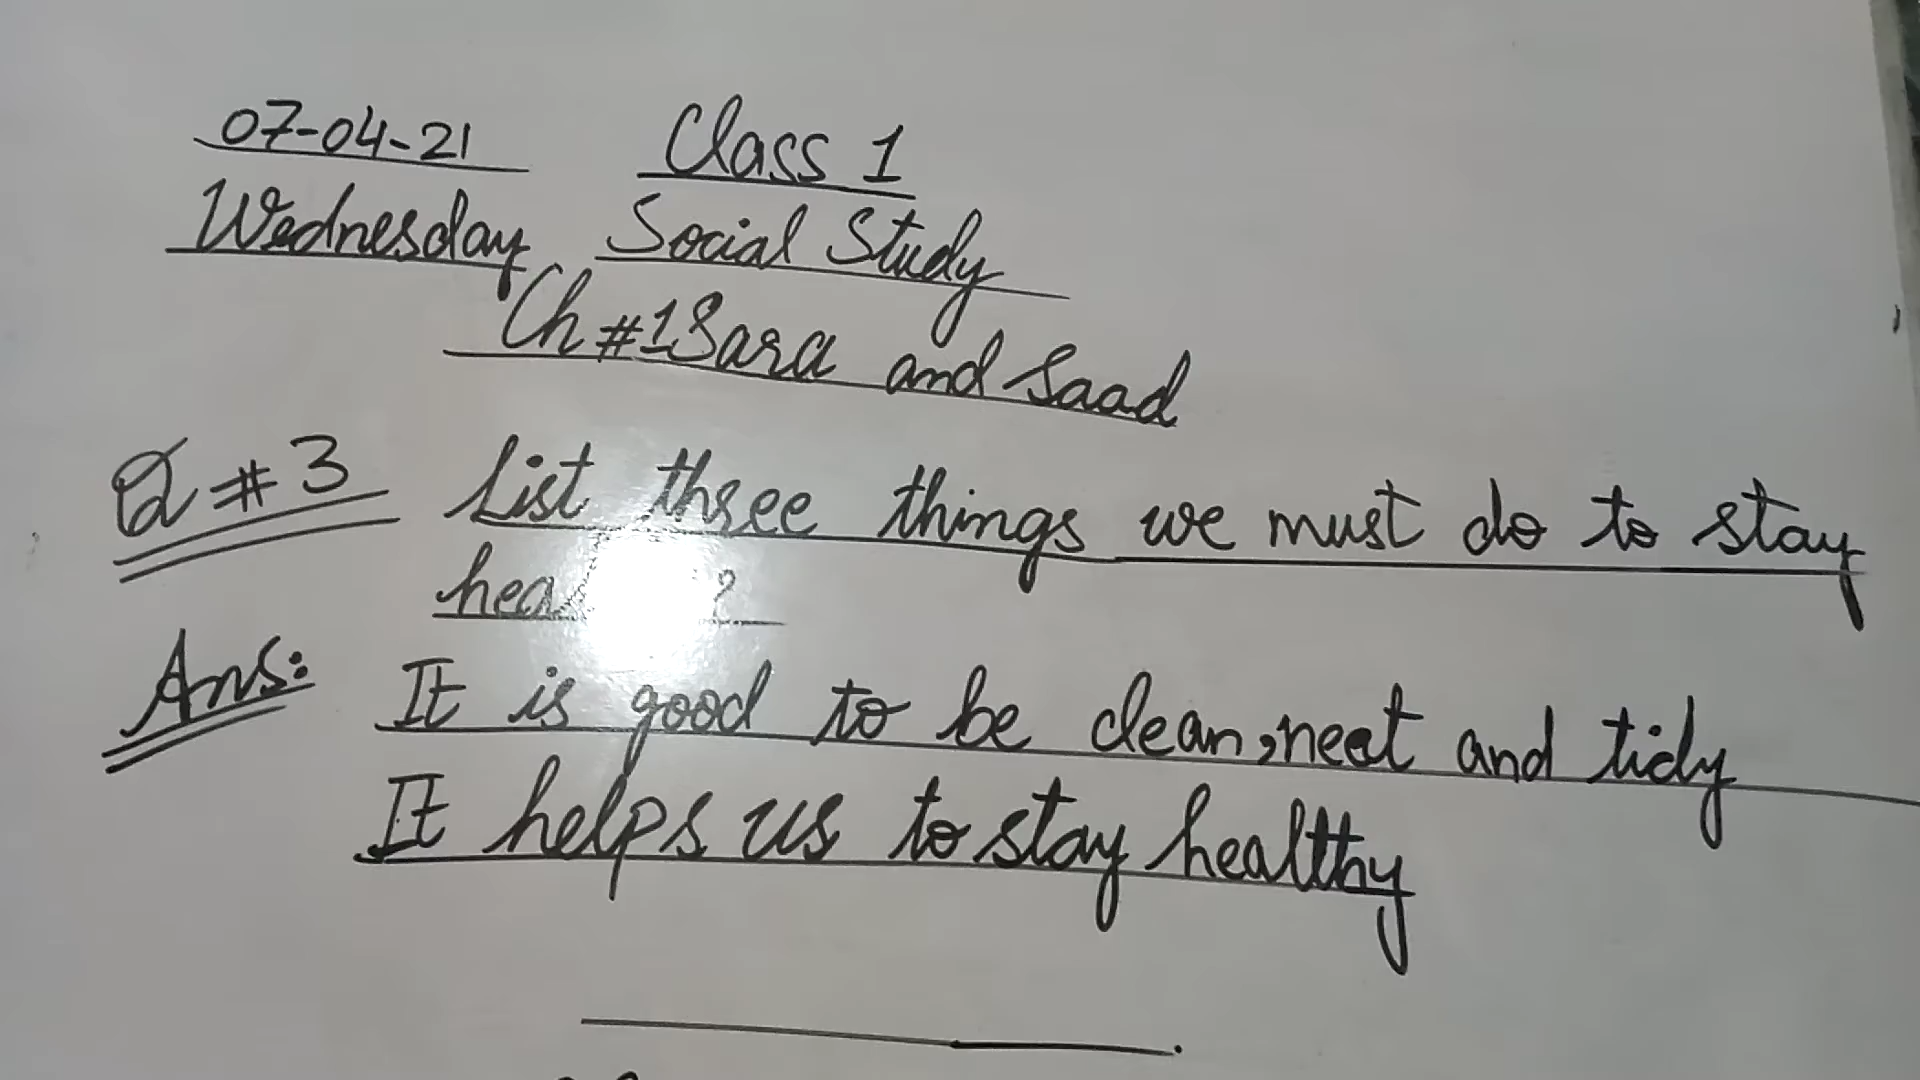 07-04-21 Class 1
Wednesday Social Study
Ch #1 Sara and Saad
Q #3 List three things we must do to stay
?
Ans: It is good to be clean, neat and tidy
It helps us to stay healthy